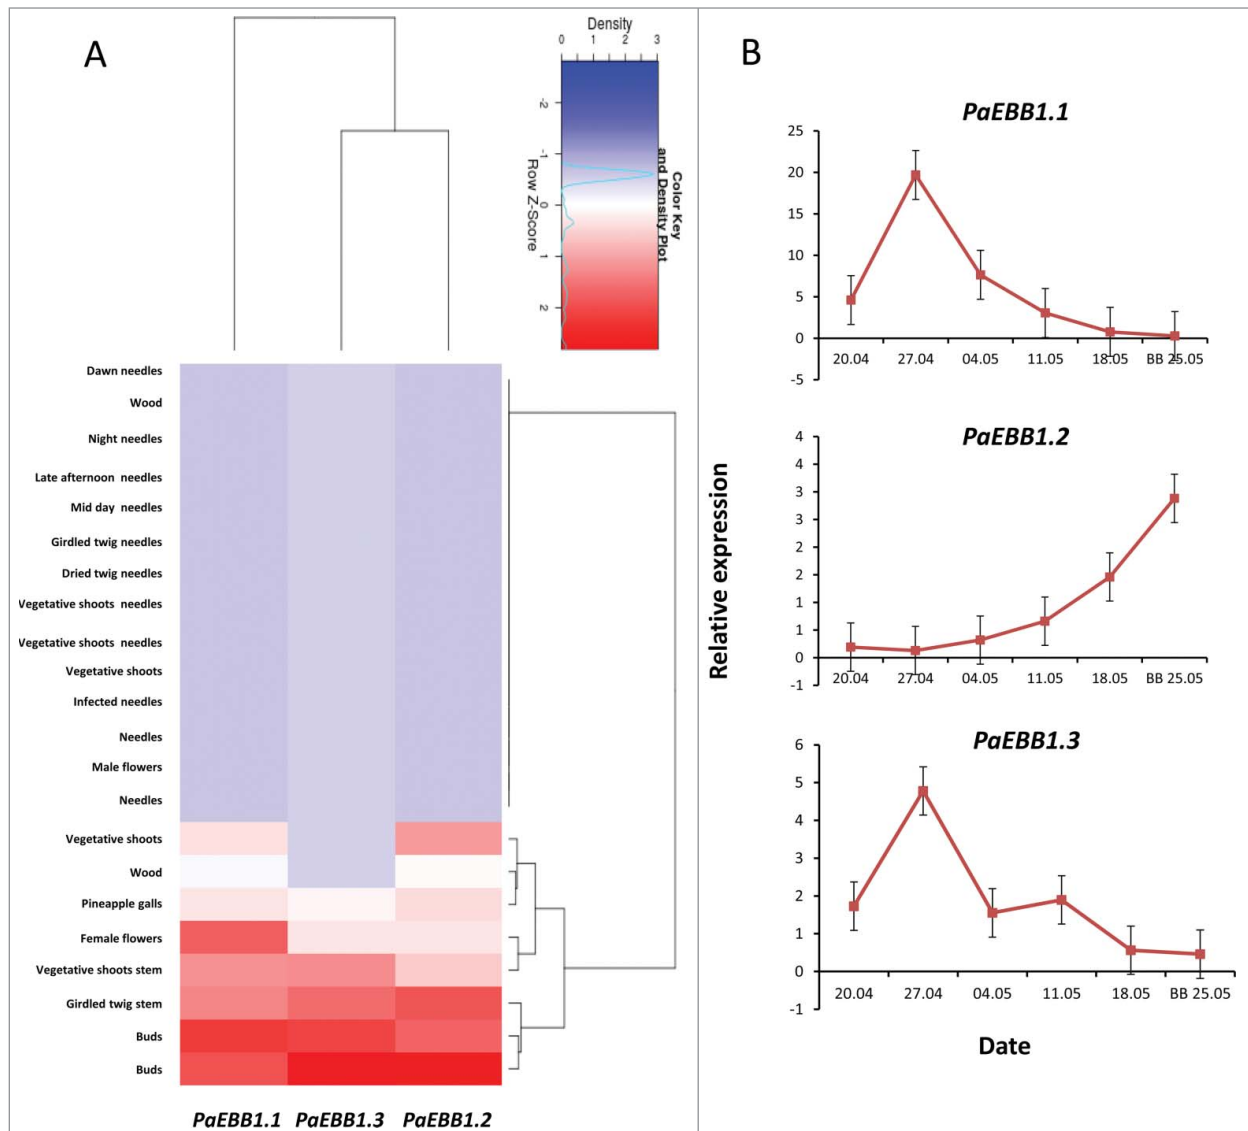 A
Density
0 1 2 3
-2 -1 0 1 2
Row Z-Score
Color Key
and Density Plot
Dawn needles
Wood
Night needles
Late afternoon needles
Mid day needles
Girdled twig needles
Dried twig needles
Vegetative shoots needles
Vegetative shoots needles
Vegetative shoots
Infected needles
Needles
Male flowers
Needles
Vegetative shoots
Wood
Pineapple galls
Female flowers
Vegetative shoots stem
Girdled twig stem
Buds
Buds
PaEBB1.1 PaEBB1.3 PaEBB1.2
B
PaEBB1.1
25
20
15
10
5
0
-5
20.04 27.04 04.05 11.05 18.05 BB 25.05
Relative expression
PaEBB1.2
4
4
3
3
2
2
1
1
0
-1
20.04 27.04 04.05 11.05 18.05 BB 25.05
PaEBB1.3
6
5
4
3
2
1
0
-1
20.04 27.04 04.05 11.05 18.05 BB 25.05
Date